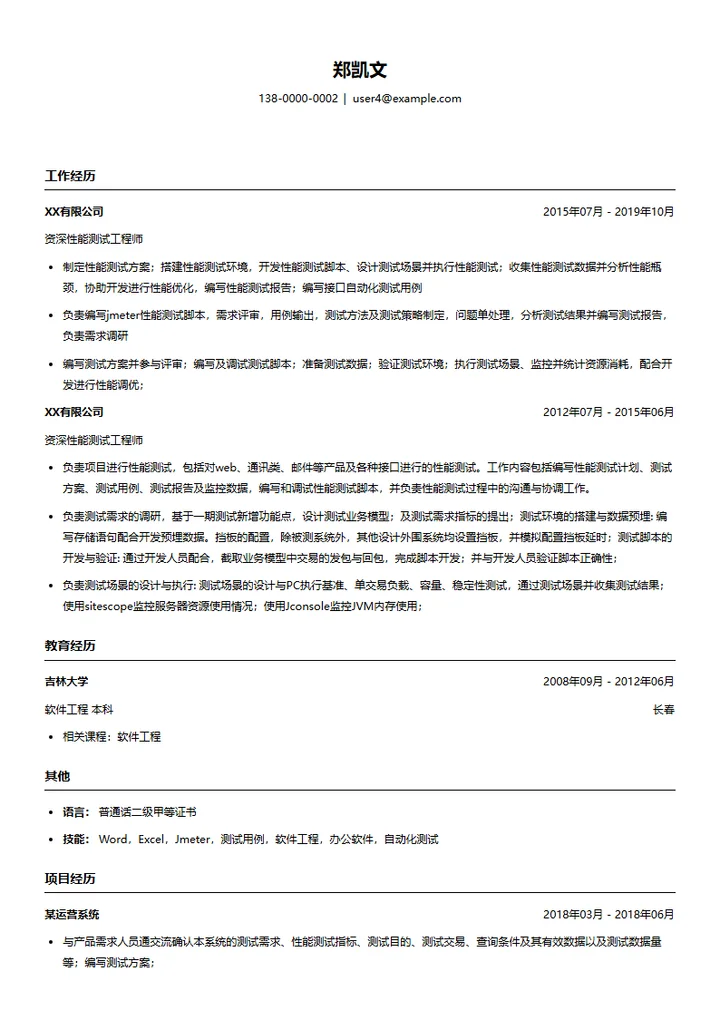 郑凯文
138-0000-0002 | user4@example.com
工作经历
XX有限公司 2015年07月 - 2019年10月
资深性能测试工程师
• 制定性能测试方案；搭建性能测试环境，开发性能测试脚本、设计测试场景并执行性能测试；收集性能测试数据并分析性能瓶
颈，协助开发进行性能优化，编写性能测试报告；编写接口自动化测试用例
• 负责编写jmeter性能测试脚本，需求评审，用例输出，测试方法及测试策略制定，问题单处理，分析测试结果并编写测试报告，
负责需求调研
• 编写测试方案并参与评审；编写及调试测试脚本；准备测试数据；验证测试环境；执行测试场景、监控并统计资源消耗，配合开
发进行性能调优；
XX有限公司 2012年07月 - 2015年06月
资深性能测试工程师
• 负责项目进行性能测试，包括对web、通讯类、邮件等产品及各种接口进行的性能测试。工作内容包括编写性能测试计划、测试
方案、测试用例、测试报告及监控数据，编写和调试性能测试脚本，并负责性能测试过程中的沟通与协调工作。
• 负责测试需求的调研，基于一期测试新增功能点，设计测试业务模型；及测试需求指标的提出；测试环境的搭建与数据预埋: 编
写存储语句配合开发预埋数据。挡板的配置，除被测系统外，其他设计外围系统均设置挡板，并模拟配置挡板延时；测试脚本的
开发与验证: 通过开发人员配合，截取业务模型中交易的发包与回包，完成脚本开发；并与开发人员验证脚本正确性；
• 负责测试场景的设计与执行: 测试场景的设计与PC执行基准、单交易负载、容量、稳定性测试，通过测试场景并收集测试结果；
使用sitescope监控服务器资源使用情况；使用Jconsole监控JVM内存使用；
教育经历
吉林大学 2008年09月 - 2012年06月
软件工程 本科 长春
• 相关课程：软件工程
其他
• 语言： 普通话二级甲等证书
• 技能： Word，Excel，Jmeter，测试用例，软件工程，办公软件，自动化测试
项目经历
某运营系统 2018年03月 - 2018年06月
• 与产品需求人员通交流确认本系统的测试需求、性能测试指标、测试目的、测试交易、查询条件及其有效数据以及测试数据量
等；编写测试方案；